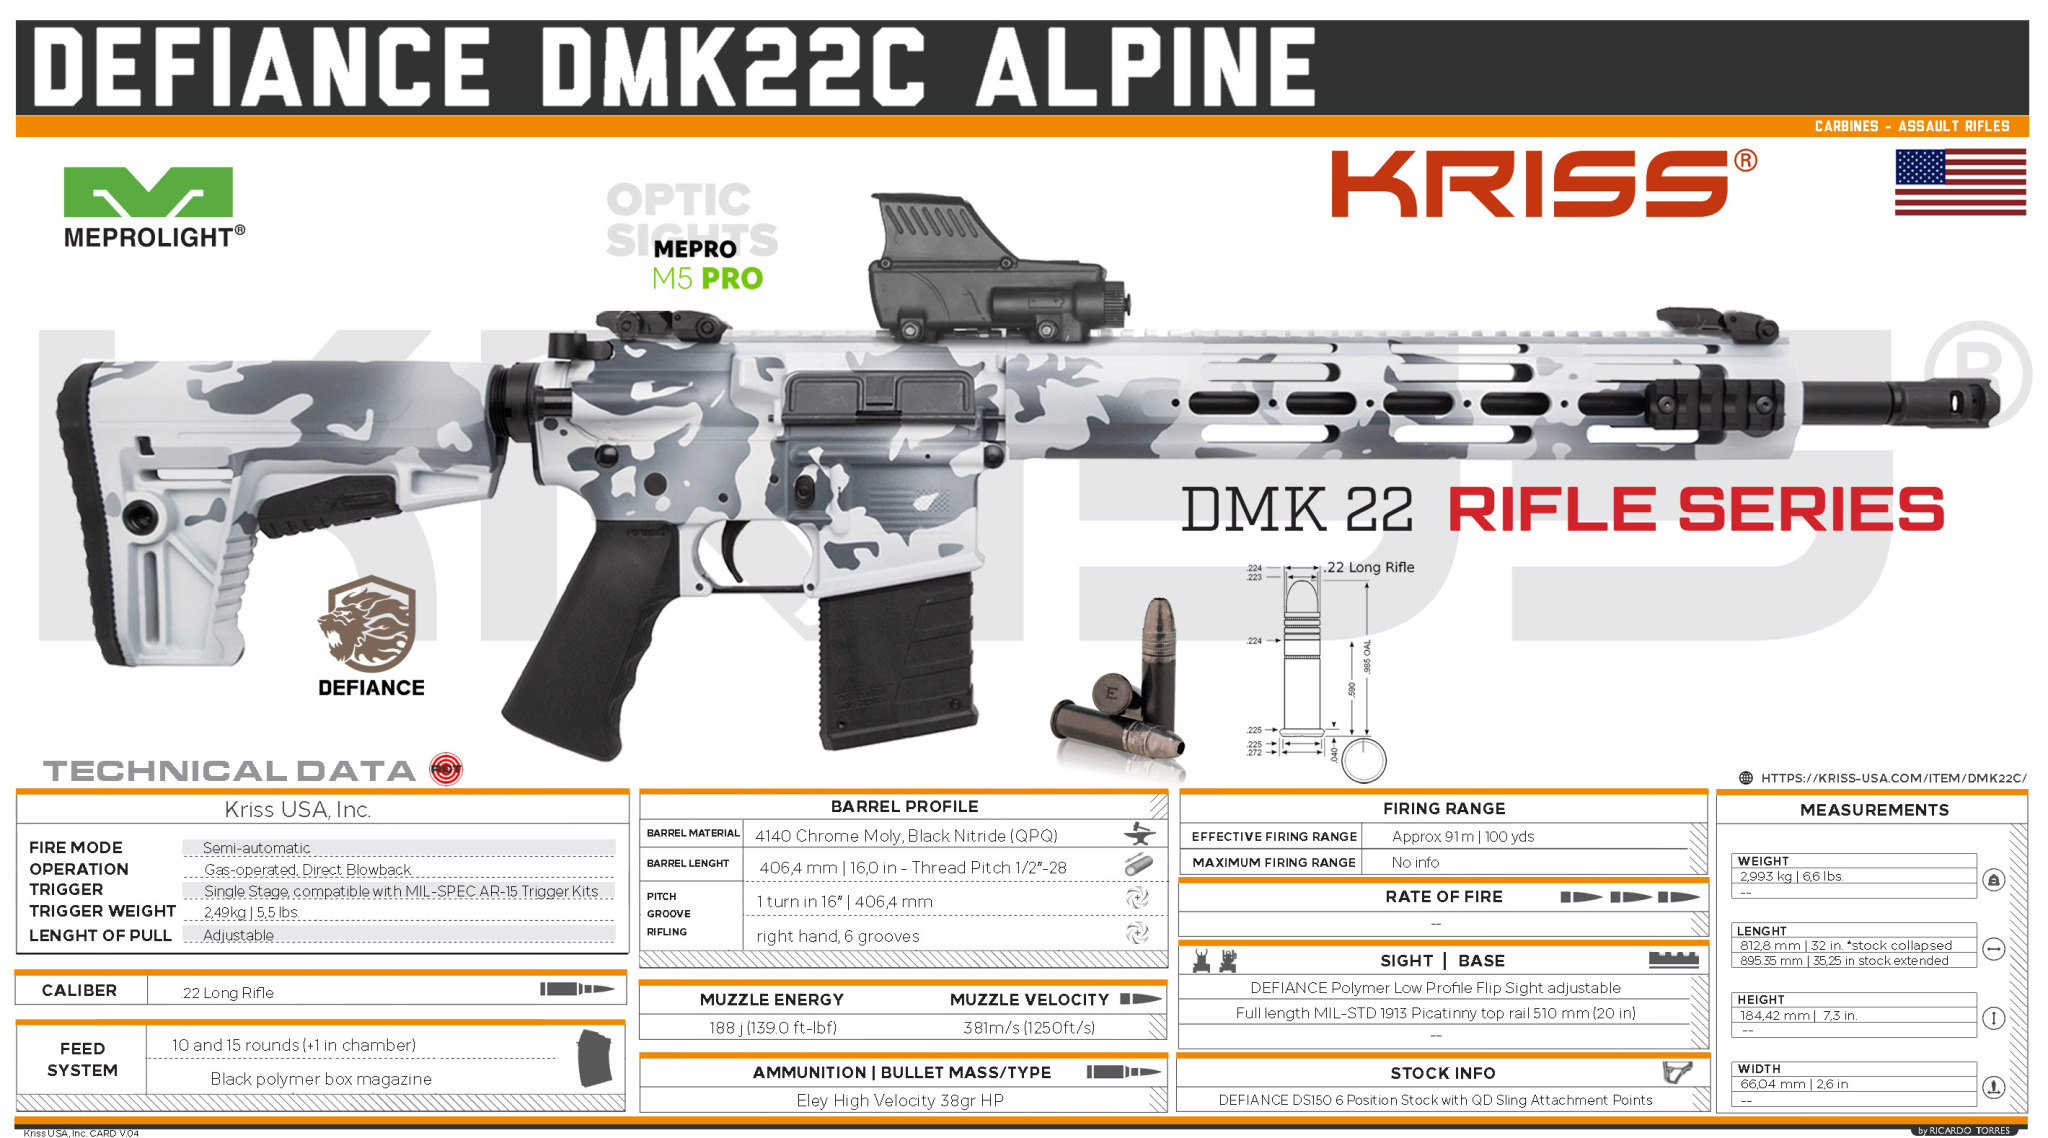 DEFIANCE DMK22C ALPINE
CARBINES - ASSAULT RIFLES
MEPROLIGHT®
OPTIC
SIGHTS
MEPRO
M5 PRO
KRISS®
KRISS®
DMK 22 RIFLE SERIES
DEFIANCE
KRISS
E
.22 Long Rifle
.224
.223
.224
.985 OAL
.590
.225
.225
.272
.040
TECHNICAL DATA
HTTPS://KRISS-USA.COM/ITEM/DMK22C/
Kriss USA, Inc.
FIRE MODE Semi-automatic
OPERATION Gas-operated, Direct Blowback
TRIGGER Single Stage, compatible with MIL-SPEC AR-15 Trigger Kits
TRIGGER WEIGHT 2,49kg | 5,5 lbs.
LENGHT OF PULL Adjustable
CALIBER .22 Long Rifle
FEED SYSTEM
10 and 15 rounds (+1 in chamber)
Black polymer box magazine
BARREL PROFILE
BARREL MATERIAL 4140 Chrome Moly, Black Nitride (QPQ)
BARREL LENGHT 406,4 mm | 16,0 in - Thread Pitch 1/2"-28
PITCH 1 turn in 16" | 406,4 mm
GROOVE
RIFLING right hand, 6 grooves
MUZZLE ENERGY MUZZLE VELOCITY
188 j (139.0 ft-lbf) 381m/s (1250ft/s)
AMMUNITION | BULLET MASS/TYPE
Eley High Velocity 38gr HP
FIRING RANGE
EFFECTIVE FIRING RANGE Approx 91 m | 100 yds
MAXIMUM FIRING RANGE No info
RATE OF FIRE
--
SIGHT | BASE
DEFIANCE Polymer Low Profile Flip Sight adjustable
Full length MIL-STD 1913 Picatinny top rail 510 mm (20 in)
--
STOCK INFO
DEFIANCE DS150 6 Position Stock with QD Sling Attachment Points
MEASUREMENTS
WEIGHT
2,993 kg | 6,6 lbs.
--
LENGHT
812,8 mm | 32 in. *stock collapsed
895.35 mm | 35,25 in stock extended
HEIGHT
184,42 mm | 7,3 in.
--
WIDTH
66,04 mm | 2,6 in
--
Kriss USA, Inc. CARD V.04
by RICARDO TORRES